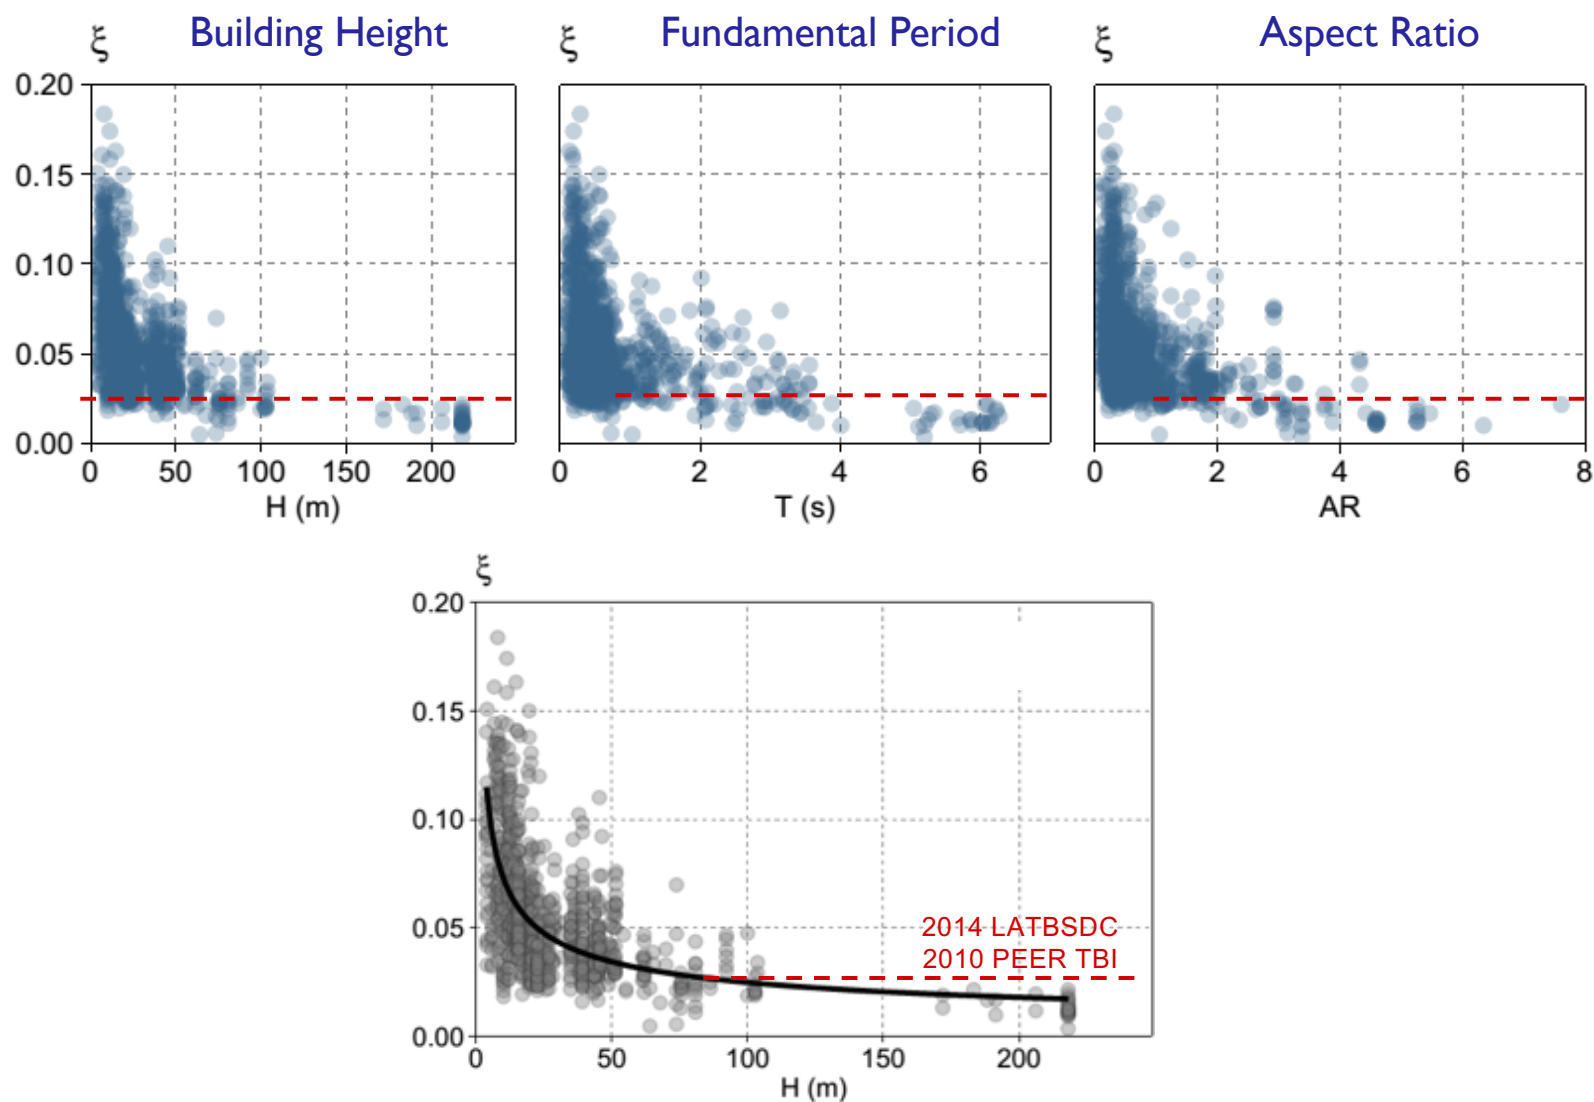 Building Height
Fundamental Period
Aspect Ratio
ξ
ξ
ξ
0.20
0.15
0.10
0.05
0.00
0 50 100 150 200
H (m)
0 2 4 6
T (s)
0 2 4 6 8
AR
ξ
0.20
0.15
0.10
0.05
0.00
2014 LATBSDC
2010 PEER TBI
0 50 100 150 200
H (m)